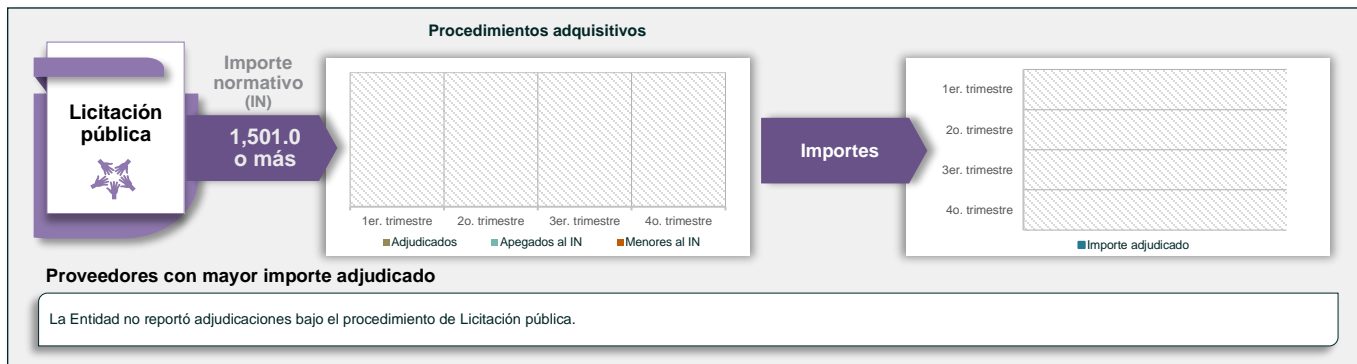 Procedimientos adquisitivos
Licitación
pública
Importe
normativo
(IN)
1,501.0
o más
1er. trimestre
2o. trimestre
3er. trimestre
4o. trimestre
Adjudicados
Apegados al IN
Menores al IN
Importes
1er. trimestre
2o. trimestre
3er. trimestre
4o. trimestre
Importe adjudicado
Proveedores con mayor importe adjudicado
La Entidad no reportó adjudicaciones bajo el procedimiento de Licitación pública.